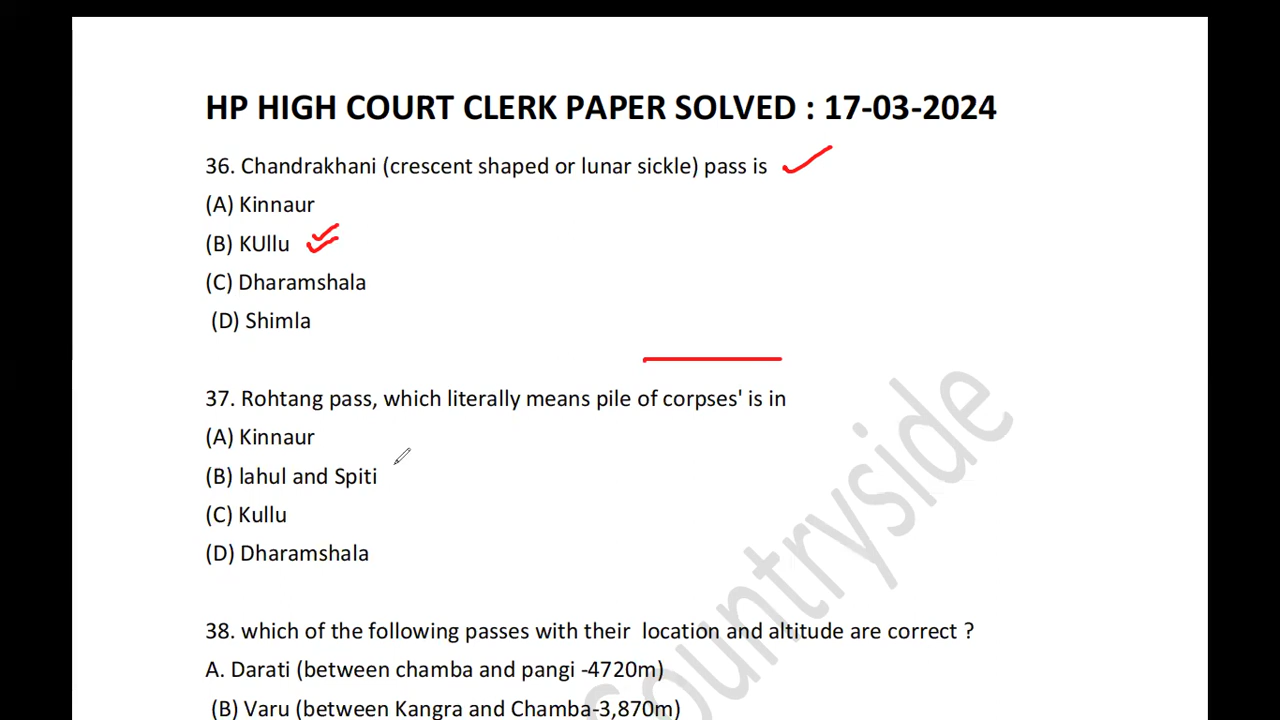 HP HIGH COURT CLERK PAPER SOLVED : 17-03-2024
36. Chandrakhani (crescent shaped or lunar sickle) pass is
(A) Kinnaur
(B) KUllu
(C) Dharamshala
(D) Shimla
37. Rohtang pass, which literally means pile of corpses' is in
(A) Kinnaur
(B) lahul and Spiti
(C) Kullu
(D) Dharamshala
38. which of the following passes with their location and altitude are correct ?
A. Darati (between chamba and pangi -4720m)
(B) Varu (between Kangra and Chamba-3,870m)
Countryside